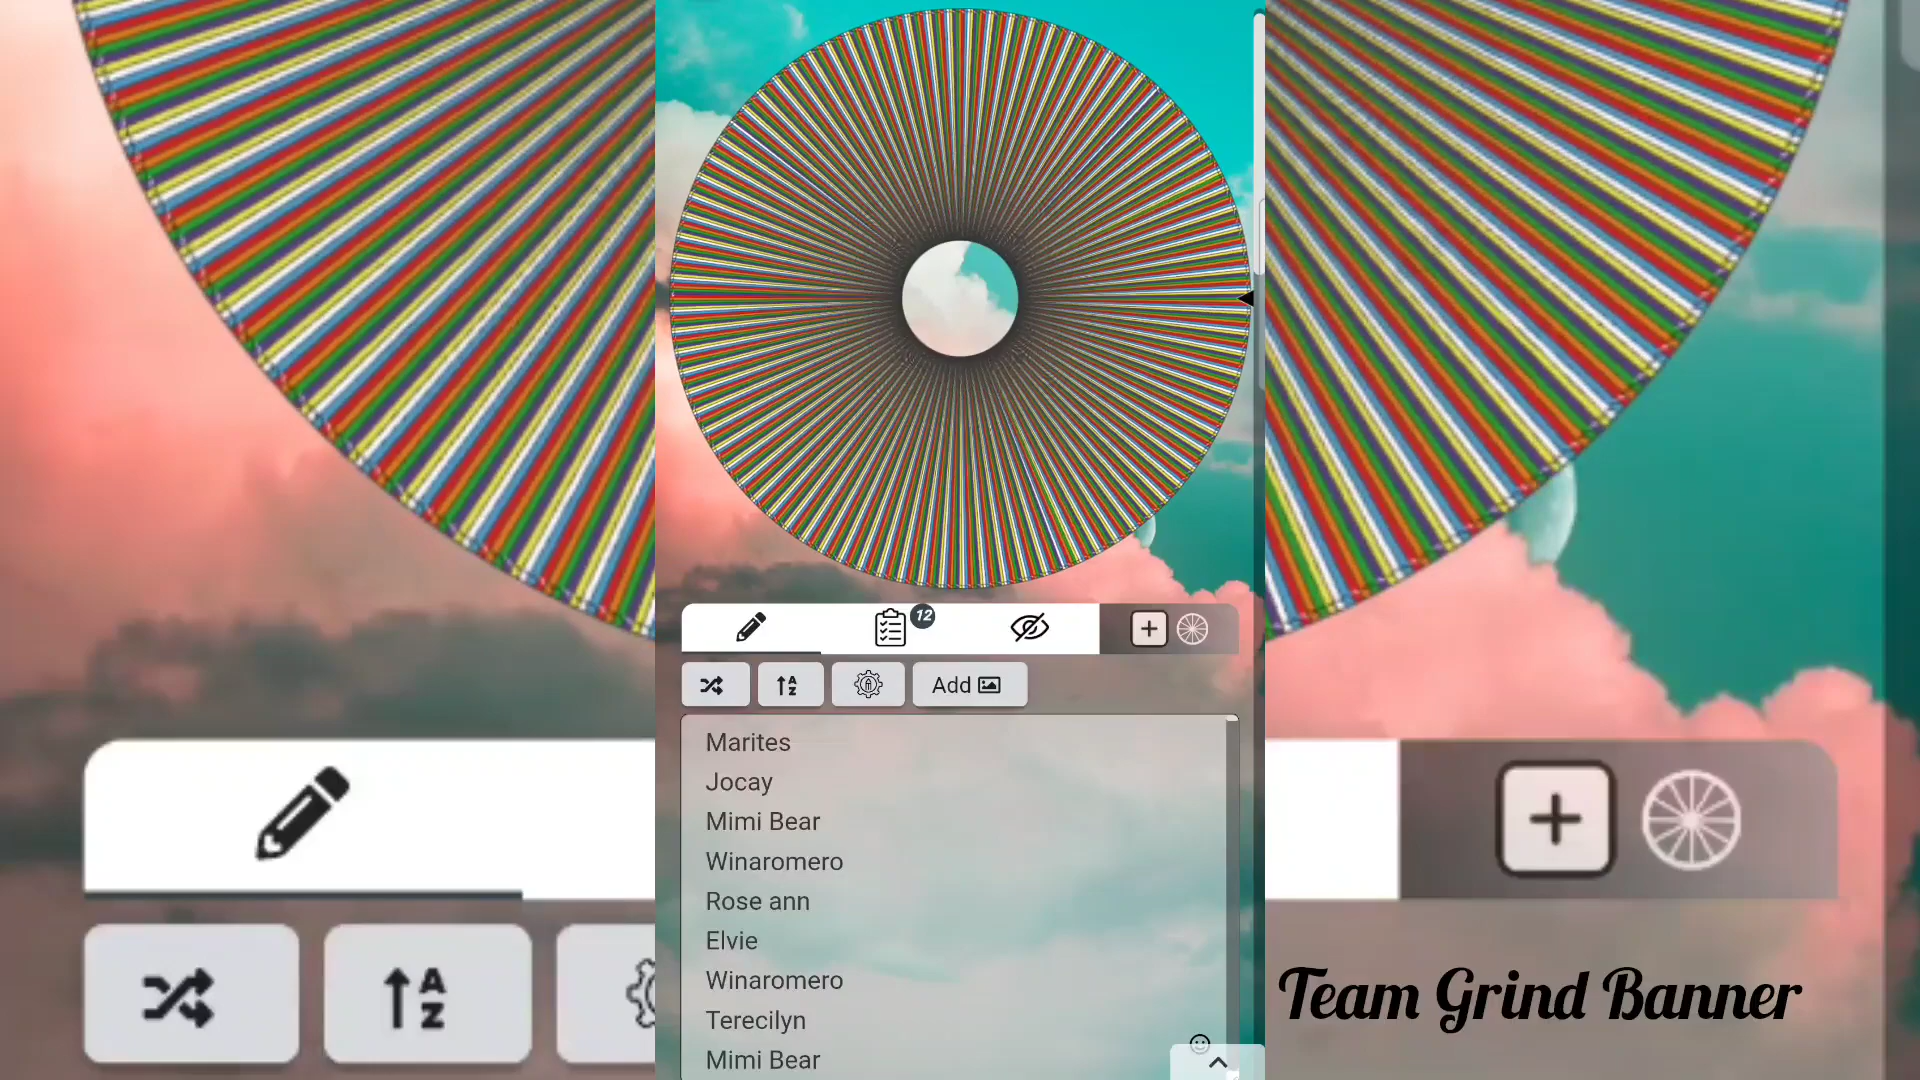 12
Add
Marites
Jocay
Mimi Bear
Winaromero
Rose ann
Elvie
Winaromero
Terecilyn
Mimi Bear
A
Z
Team Grind Banner